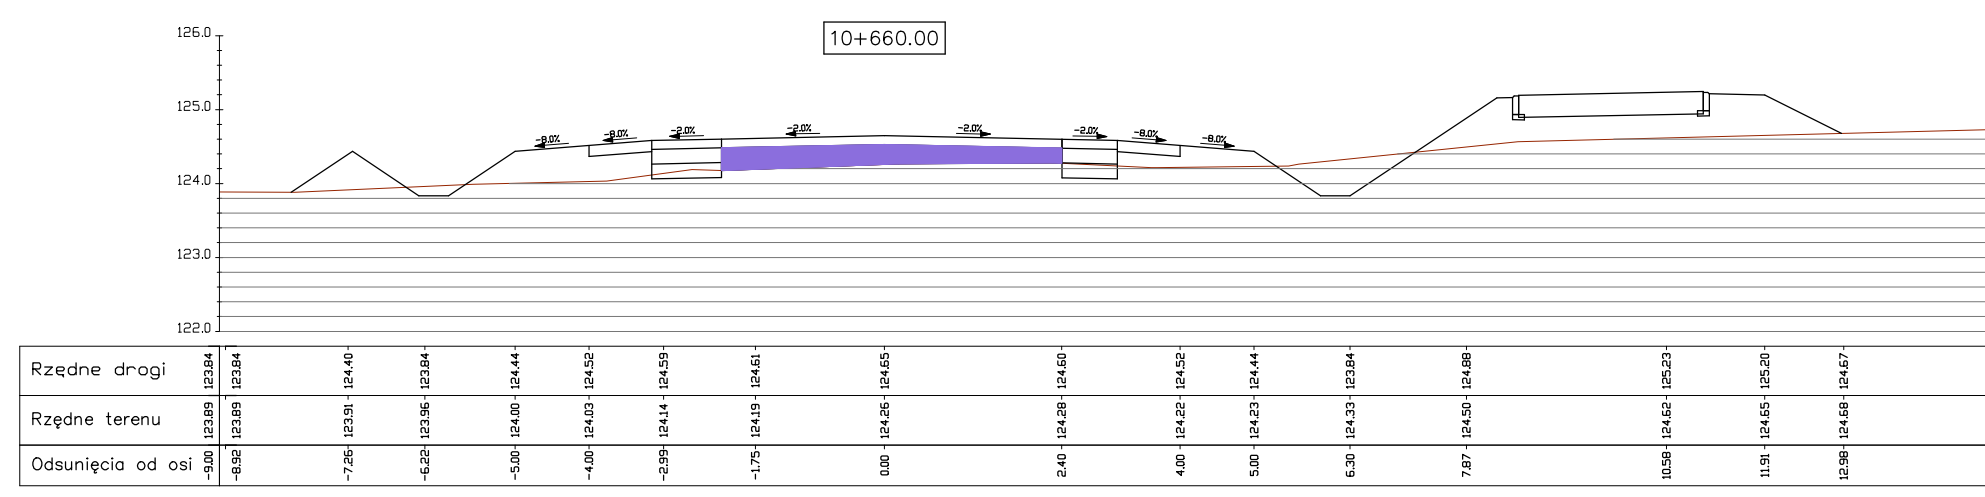 10+660.00
126.0
125.0
124.0
123.0
122.0
-8.0% -8.0% -2.0% -2.0% -2.0% -2.0% -8.0% -8.0%
Rzędne drogi 123.84 123.84 124.40 123.84 124.44 124.52 124.59 124.61 124.65 124.60 124.52 124.44 123.84 124.88 125.23 125.20 124.67
Rzędne terenu 123.89 123.89 123.91 123.96 124.00 124.03 124.14 124.19 124.26 124.28 124.22 124.23 124.33 124.50 124.62 124.65 124.68
Odsunięcia od osi -9.00 -8.92 -7.26 -6.22 -5.00 -4.00 -2.99 -1.75 0.00 2.40 4.00 5.00 6.30 7.87 10.58 11.91 12.98